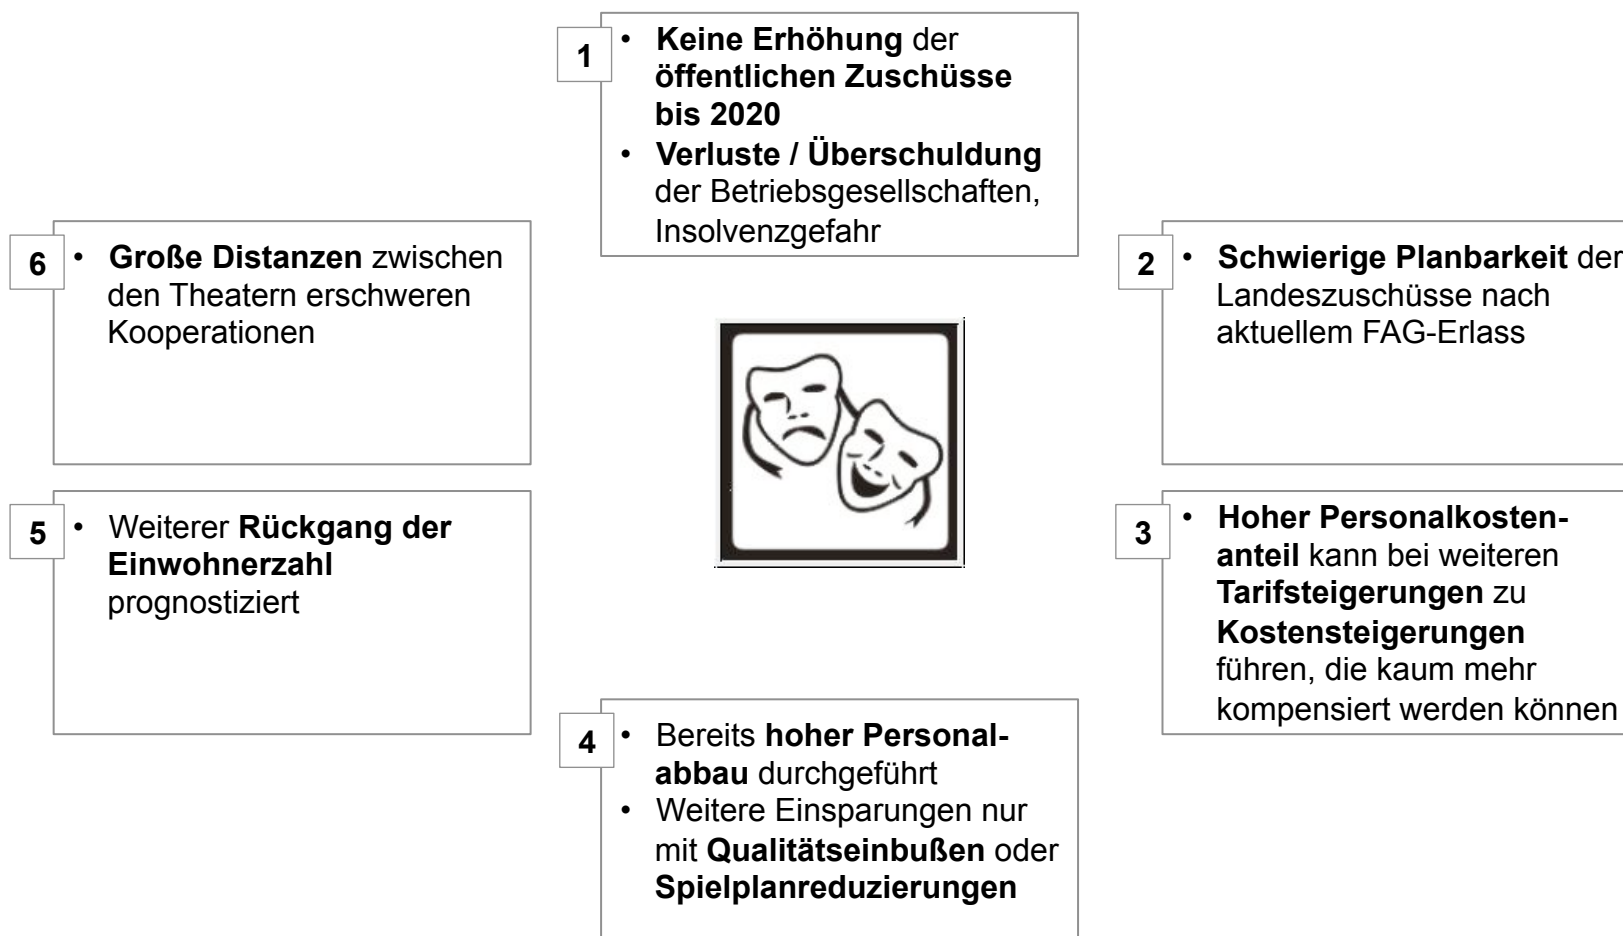 1
• Keine Erhöhung der
öffentlichen Zuschüsse
bis 2020
• Verluste / Überschuldung
der Betriebsgesellschaften,
Insolvenzgefahr
2
• Schwierige Planbarkeit der
Landeszuschüsse nach
aktuellem FAG-Erlass
3
• Hoher Personalkosten-
anteil kann bei weiteren
Tarifsteigerungen zu
Kostensteigerungen
führen, die kaum mehr
kompensiert werden können
4
• Bereits hoher Personal-
abbau durchgeführt
• Weitere Einsparungen nur
mit Qualitätseinbußen oder
Spielplanreduzierungen
5
• Weiterer Rückgang der
Einwohnerzahl
prognostiziert
6
• Große Distanzen zwischen
den Theatern erschweren
Kooperationen